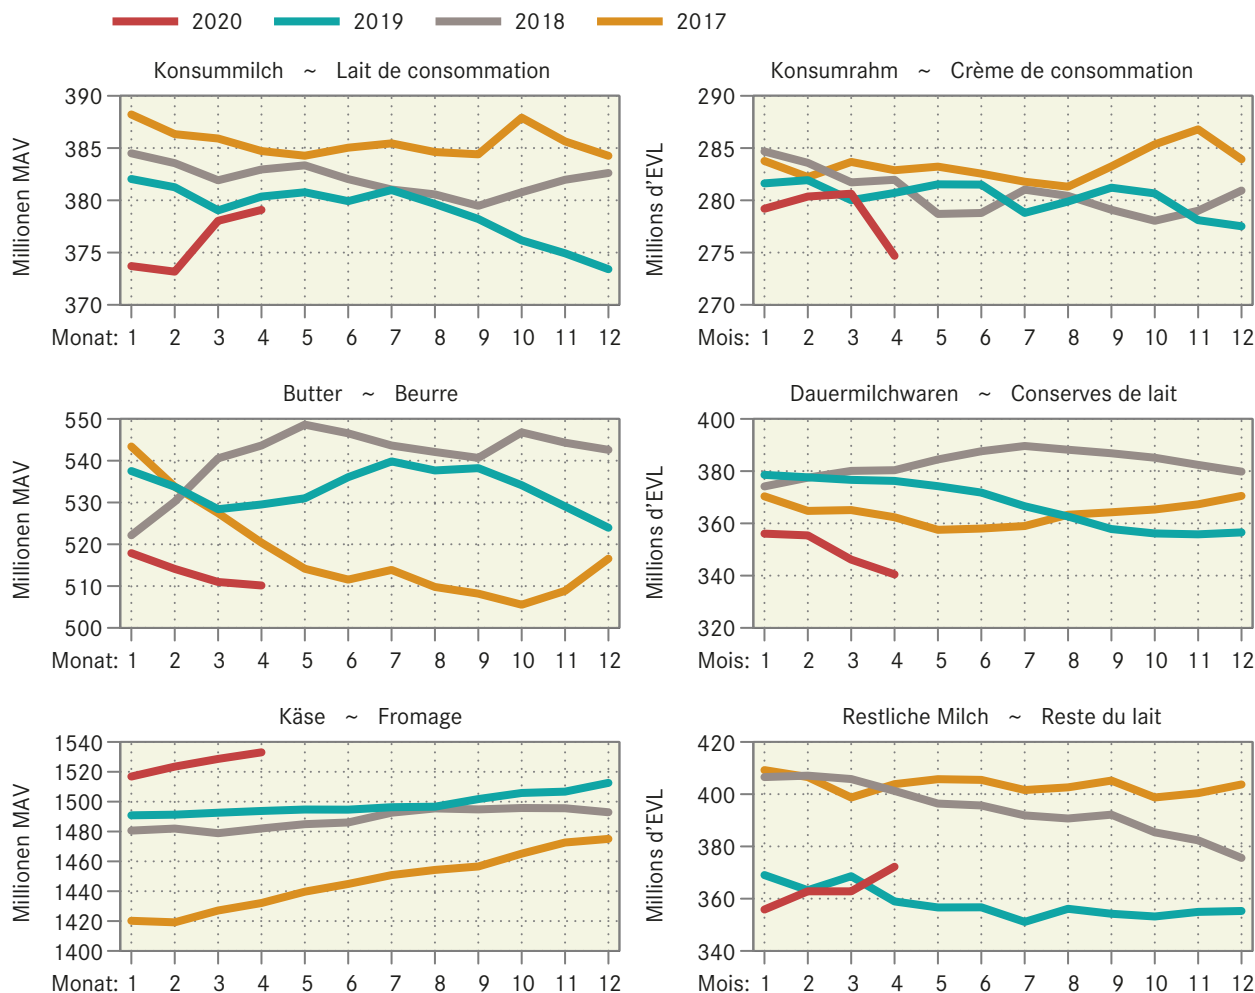 2020 2019 2018 2017
Konsummilch ~ Lait de consommation
Millionen MAV
390
385
380
375
370
Monat: 1 2 3 4 5 6 7 8 9 10 11 12
Konsumrahm ~ Crème de consommation
Millions d'EVL
290
285
280
275
270
Mois: 1 2 3 4 5 6 7 8 9 10 11 12
Butter ~ Beurre
Millionen MAV
550
540
530
520
510
500
Monat: 1 2 3 4 5 6 7 8 9 10 11 12
Dauermilchwaren ~ Conserves de lait
Millions d'EVL
400
380
360
340
320
Mois: 1 2 3 4 5 6 7 8 9 10 11 12
Käse ~ Fromage
Millionen MAV
1540
1520
1500
1480
1460
1440
1420
1400
Monat: 1 2 3 4 5 6 7 8 9 10 11 12
Restliche Milch ~ Reste du lait
Millions d'EVL
420
400
380
360
340
Mois: 1 2 3 4 5 6 7 8 9 10 11 12